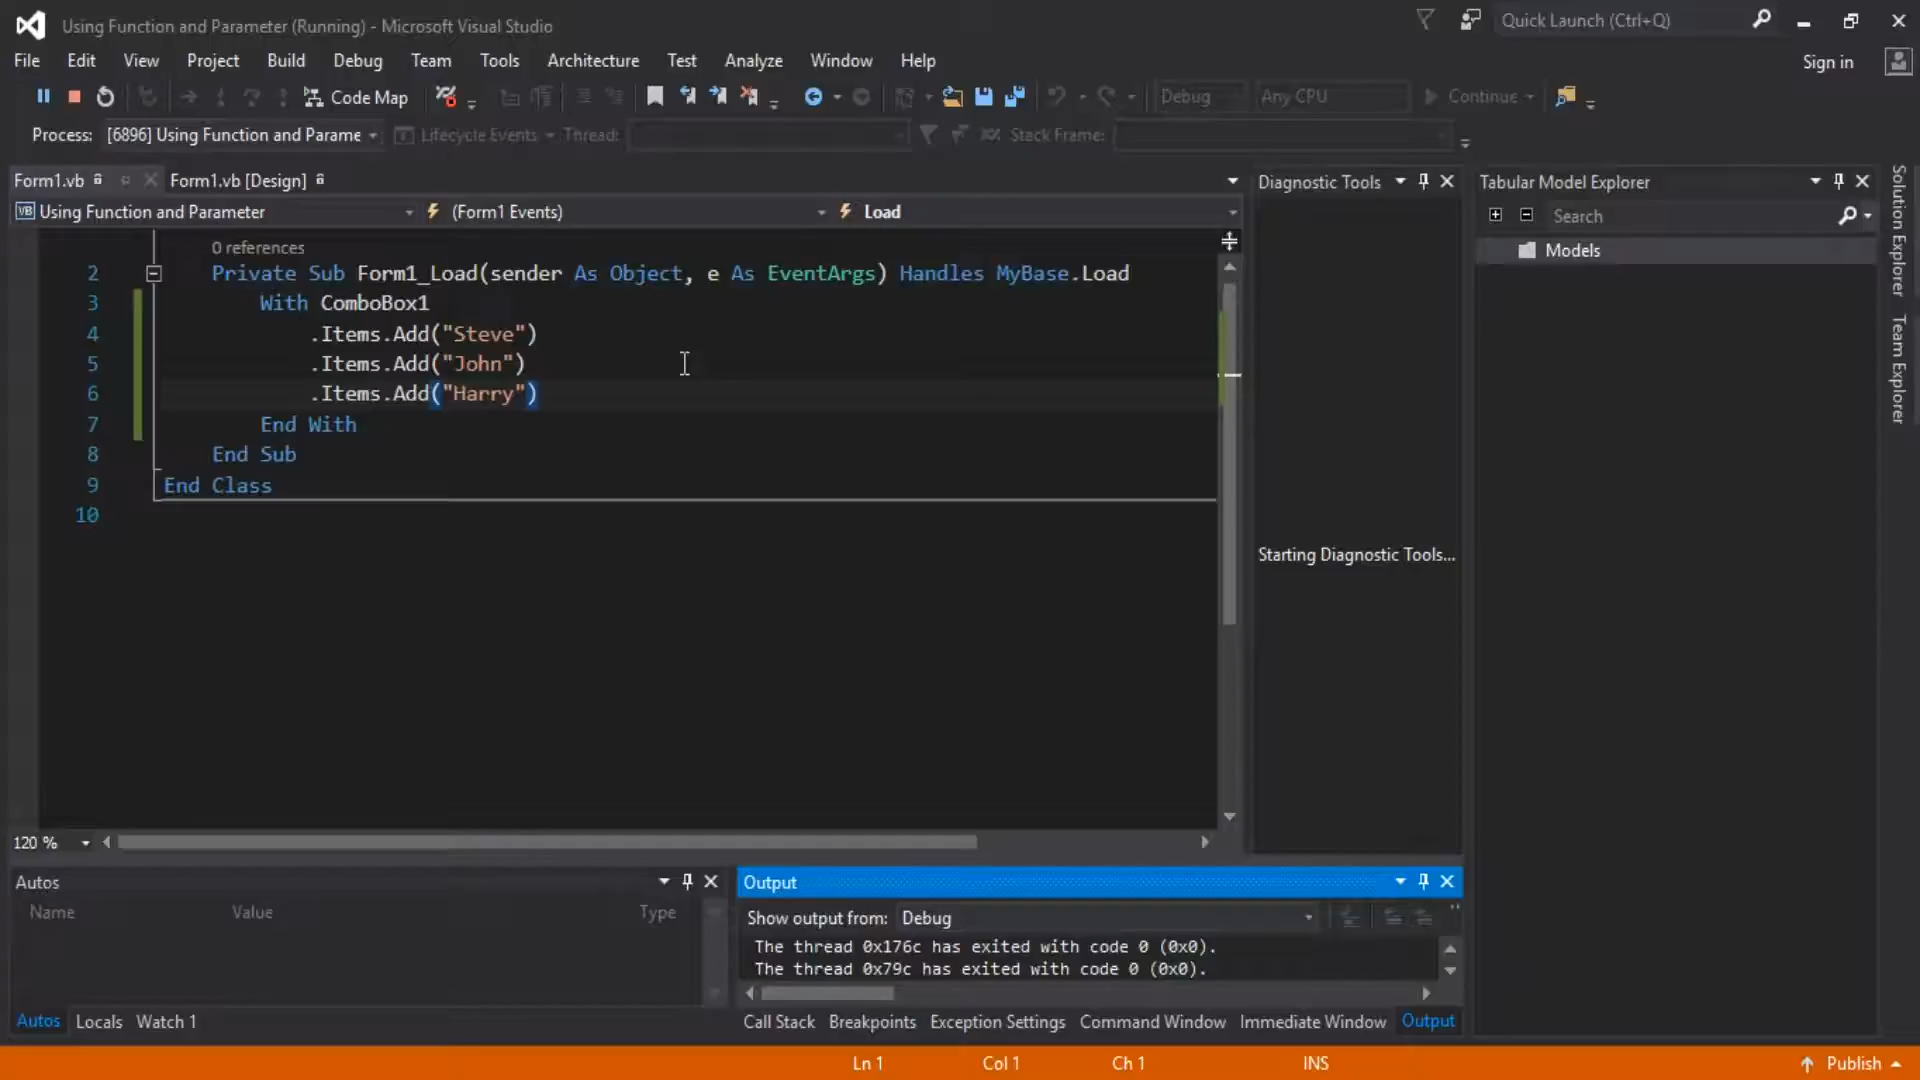 Using Function and Parameter (Running) - Microsoft Visual Studio
Quick Launch (Ctrl+Q)
File Edit View Project Build Debug Team Tools Test Architecture Analyze Window Help
Sign in
Code Map
Debug
Any CPU
Continue
Process: [6896] Using Function and Parame
Lifecycle Events
Thread:
Stack Frame:
Form1.vb
Form1.vb [Design]
VB Using Function and Parameter
(Form1 Events)
Load
0 references
2 Private Sub Form1_Load(sender As Object, e As EventArgs) Handles MyBase.Load
3 With ComboBox1
4 .Items.Add("Steve")
5 .Items.Add("John")
6 .Items.Add("Harry")
7 End With
8 End Sub
9 End Class
10
120 %
Diagnostic Tools
Starting Diagnostic Tools...
Tabular Model Explorer
Search
Models
Solution Explorer
Team Explorer
Autos
Name Value Type
Autos Locals Watch 1
Output
Show output from: Debug
The thread 0x176c has exited with code 0 (0x0).
The thread 0x79c has exited with code 0 (0x0).
Call Stack Breakpoints Exception Settings Command Window Immediate Window Output
Ln 1 Col 1 Ch 1 INS
Publish